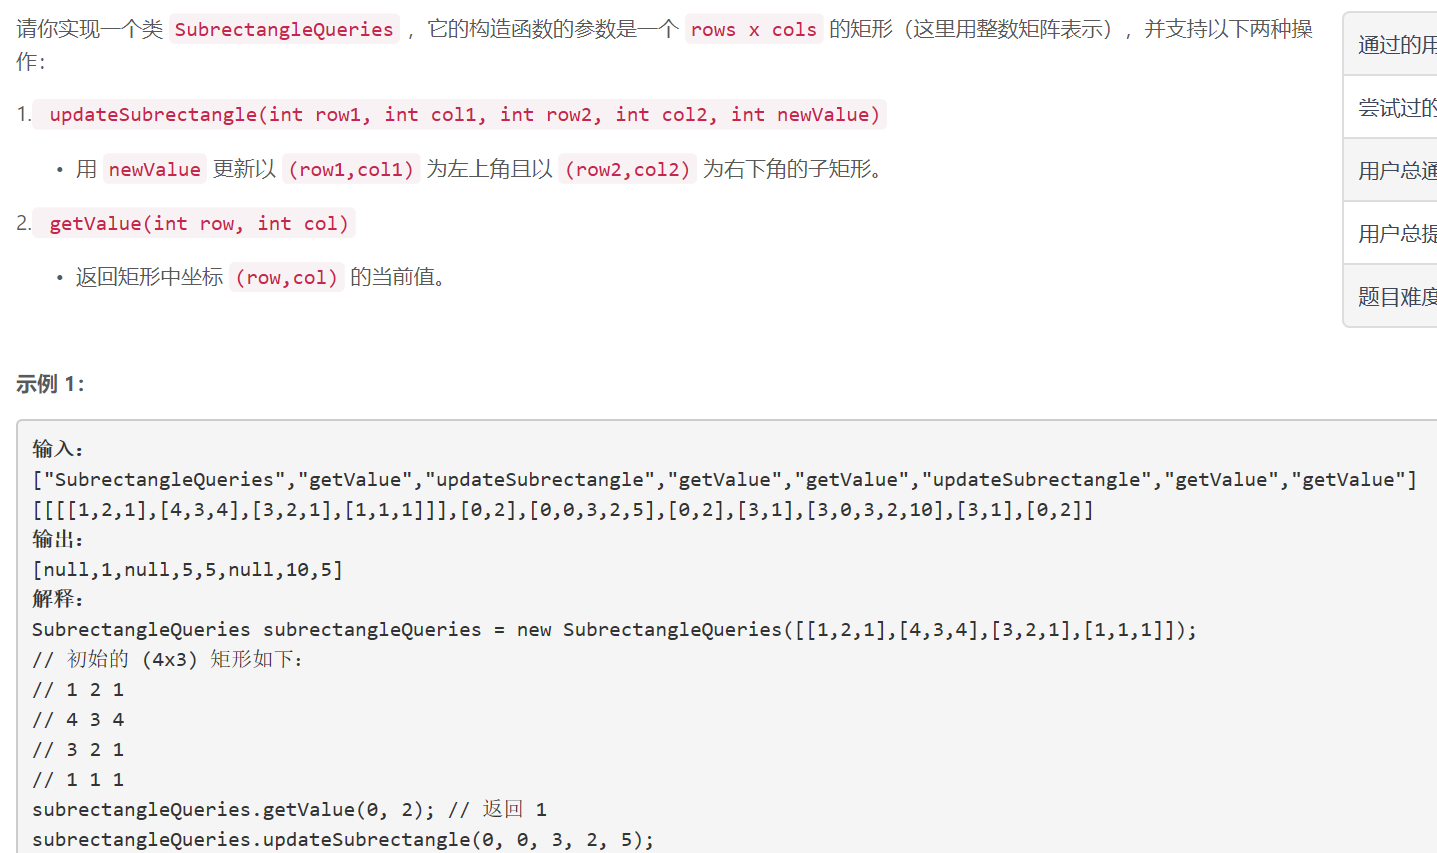 请你实现一个类 SubrectangleQueries ，它的构造函数的参数是一个 rows x cols 的矩形（这里用整数矩阵表示），并支持以下两种操
作：
1. updateSubrectangle(int row1, int col1, int row2, int col2, int newValue)
• 用 newValue 更新以 (row1,col1) 为左上角且以 (row2,col2) 为右下角的子矩形。
2. getValue(int row, int col)
• 返回矩形中坐标 (row,col) 的当前值。
通过的用
尝试过的
用户总通
用户总提
题目难度
示例 1：
输入：
["SubrectangleQueries","getValue","updateSubrectangle","getValue","getValue","updateSubrectangle","getValue","getValue"]
[[[[1,2,1],[4,3,4],[3,2,1],[1,1,1]]],[0,2],[0,0,3,2,5],[0,2],[3,1],[3,0,3,2,10],[3,1],[0,2]]
输出：
[null,1,null,5,5,null,10,5]
解释：
SubrectangleQueries subrectangleQueries = new SubrectangleQueries([[1,2,1],[4,3,4],[3,2,1],[1,1,1]]);
// 初始的 (4x3) 矩形如下：
// 1 2 1
// 4 3 4
// 3 2 1
// 1 1 1
subrectangleQueries.getValue(0, 2); // 返回 1
subrectangleQueries.updateSubrectangle(0, 0, 3, 2, 5);